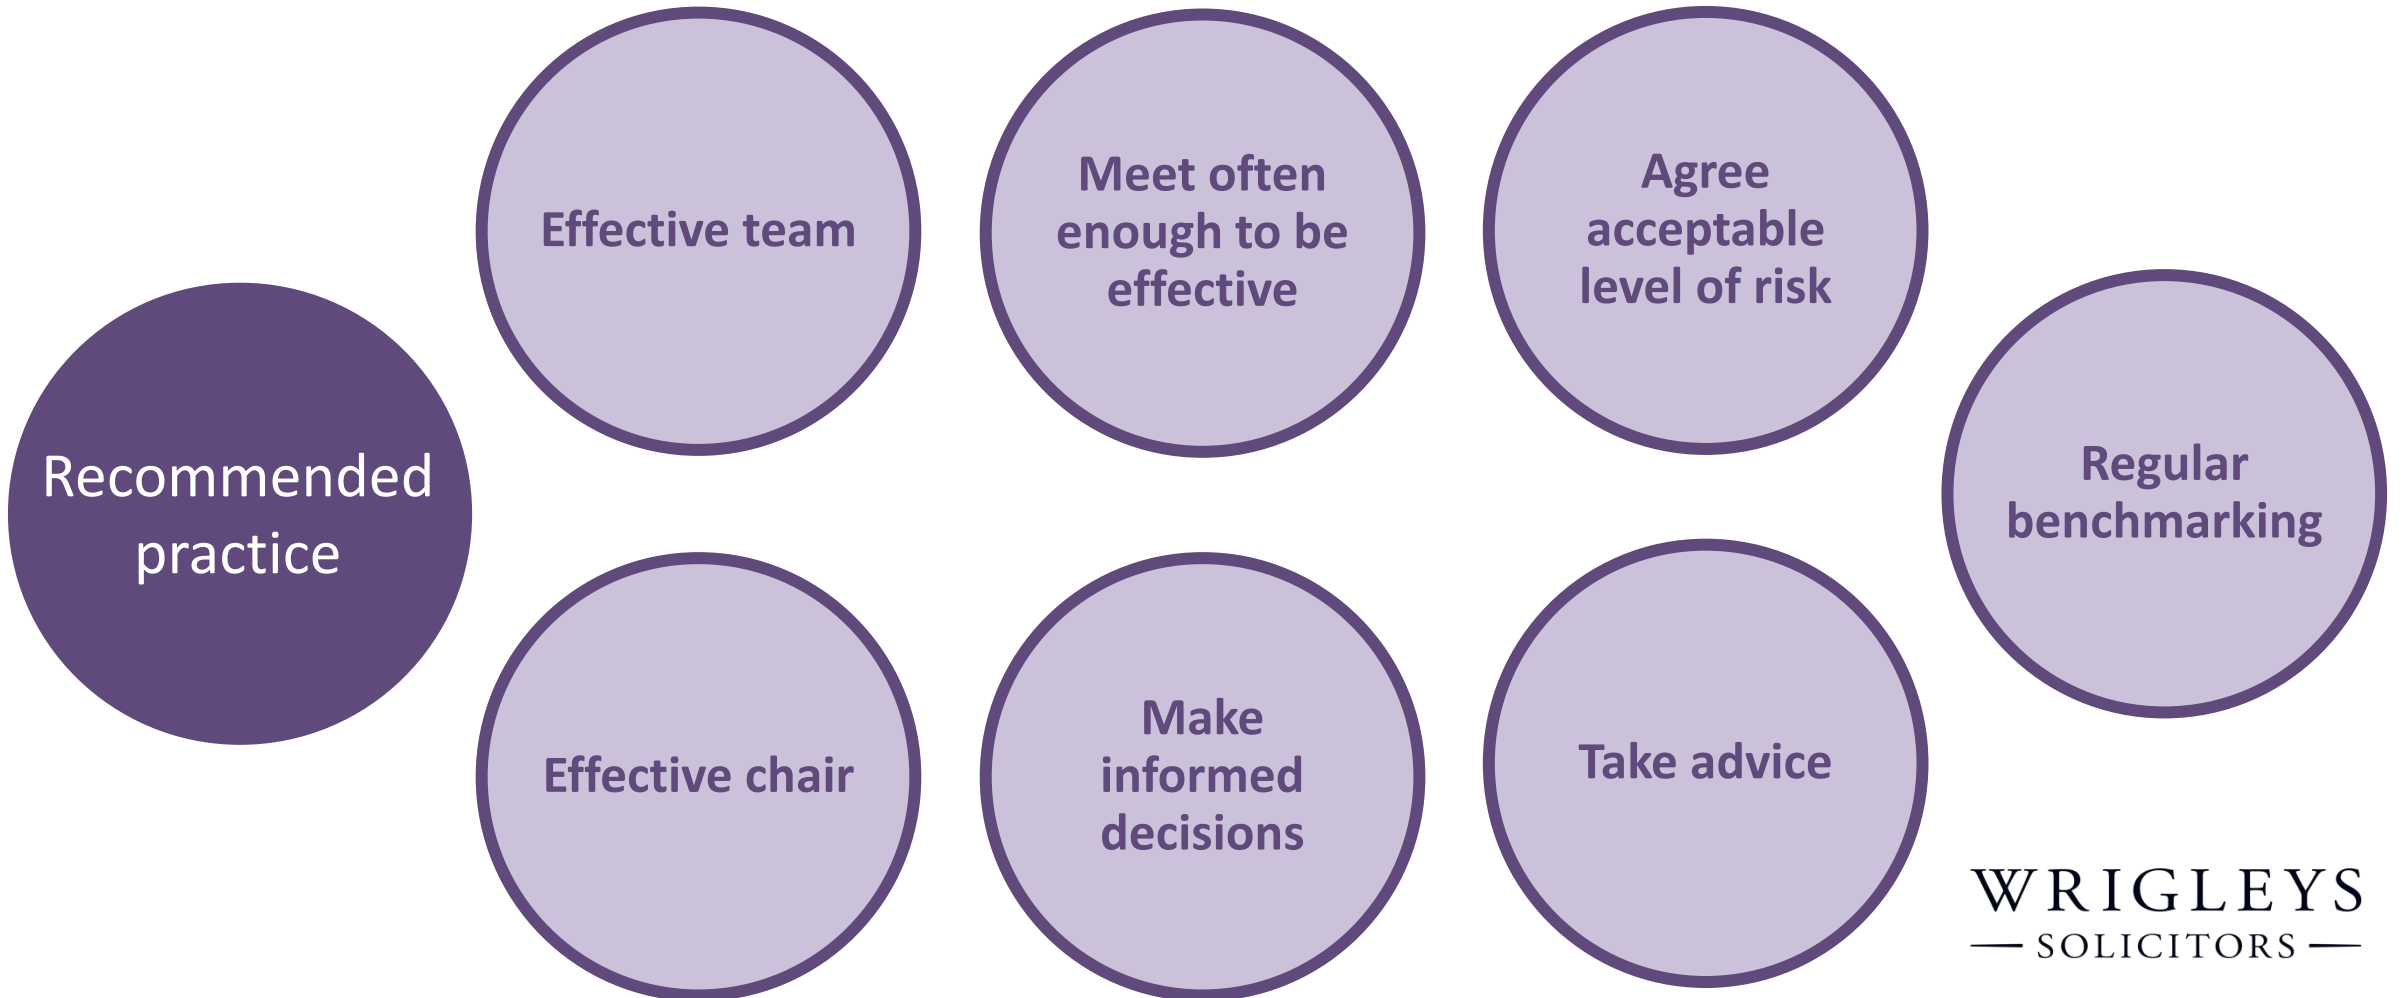 Recommended
practice
Effective team
Meet often
enough to be
effective
Agree
acceptable
level of risk
Effective chair
Make
informed
decisions
Take advice
Regular
benchmarking
WRIGLEYS
SOLICITORS